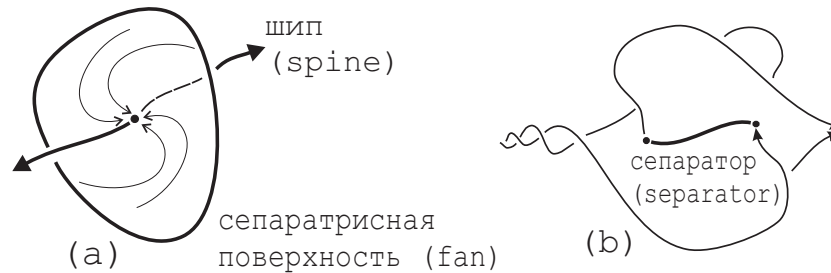 шип
(spine)
сепаратор
(separator)
сепаратрисная
поверхность (fan)
(a)
(b)